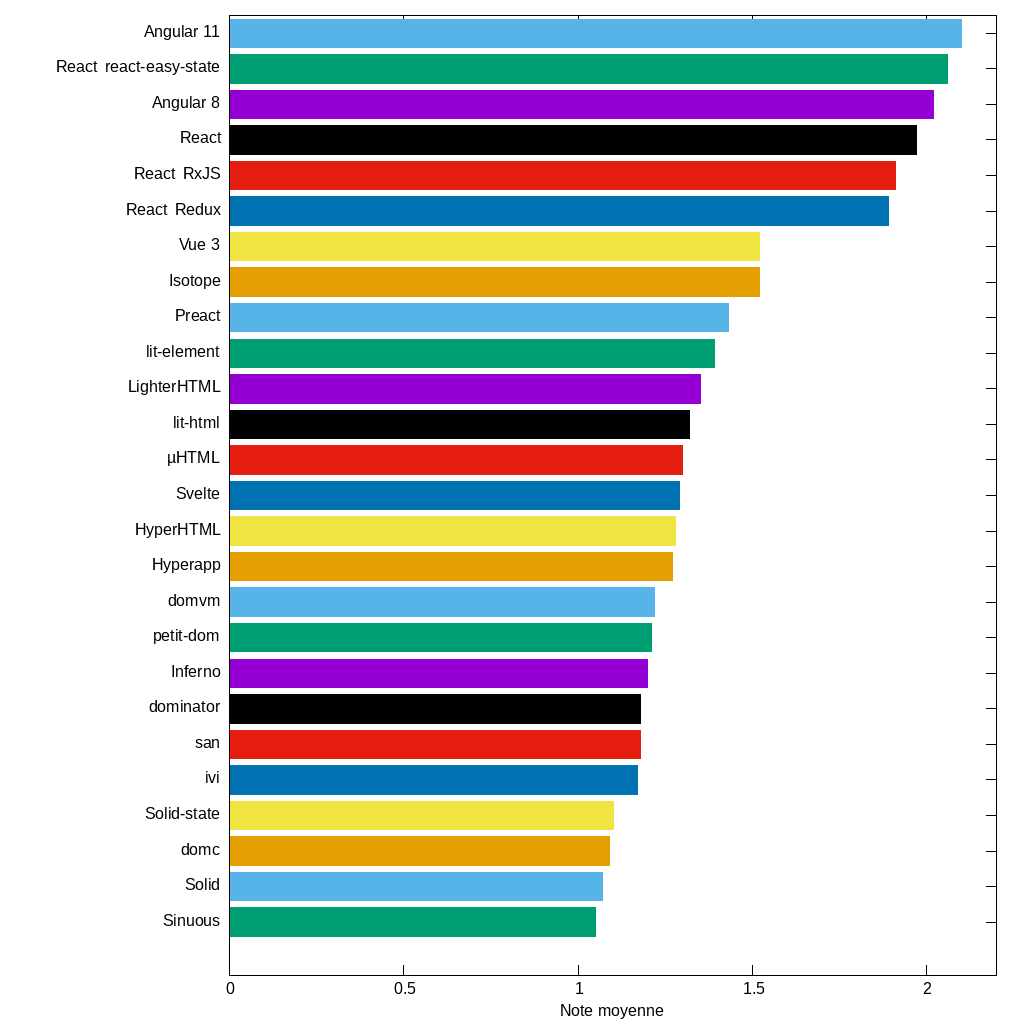 Angular 11
React react-easy-state
Angular 8
React
React RxJS
React Redux
Vue 3
Isotope
Preact
lit-element
LighterHTML
lit-html
µHTML
Svelte
HyperHTML
Hyperapp
domvm
petit-dom
Inferno
dominator
san
ivi
Solid-state
domc
Solid
Sinuous
0 0.5 1 1.5 2
Note moyenne